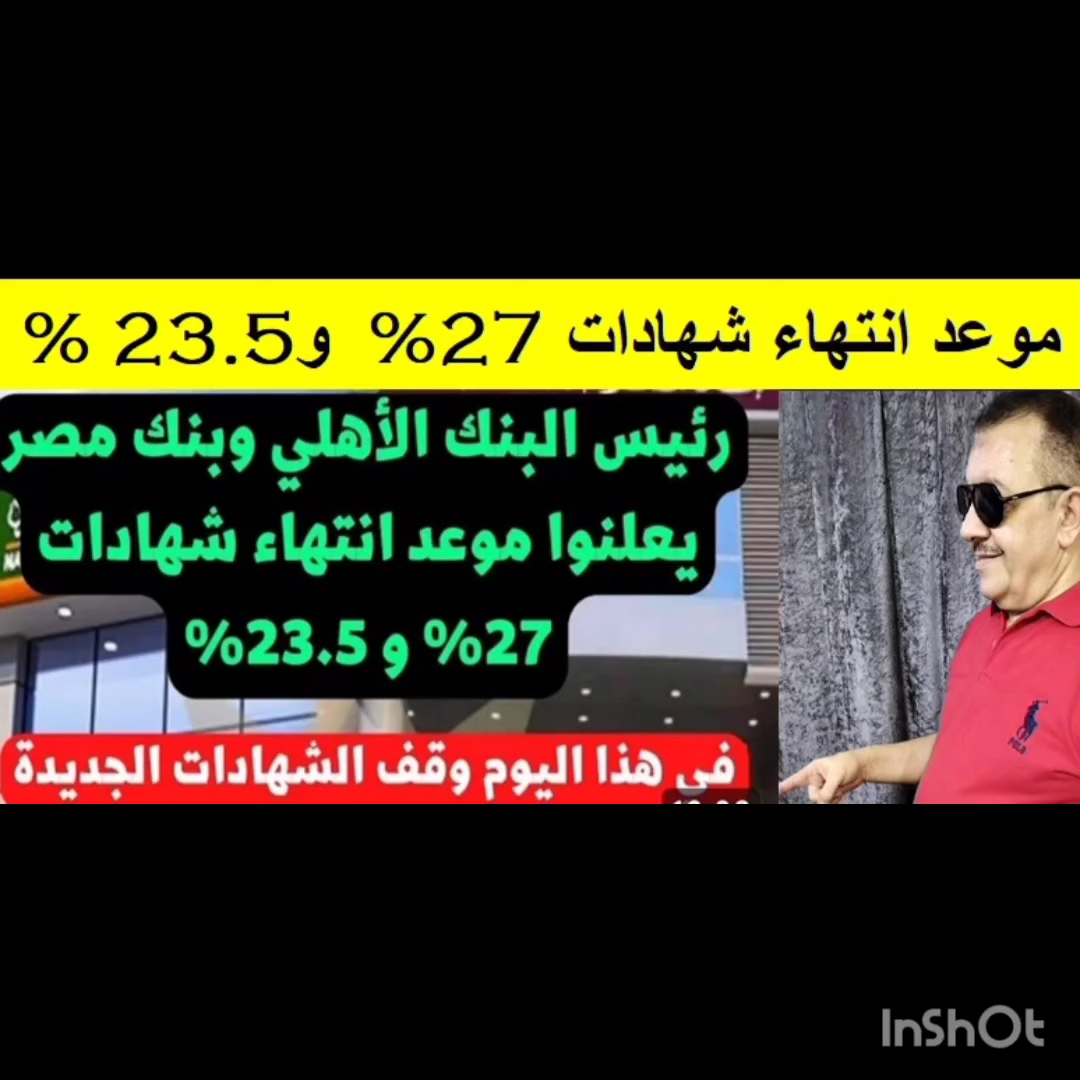 موعد انتهاء شهادات 27% و23.5 %
رئيس البنك الأهلي وبنك مصر
يعلنوا موعد انتهاء شهادات
27% و 23.5%
في هذا اليوم وقف الشهادات الجديدة
POLO
InShOt